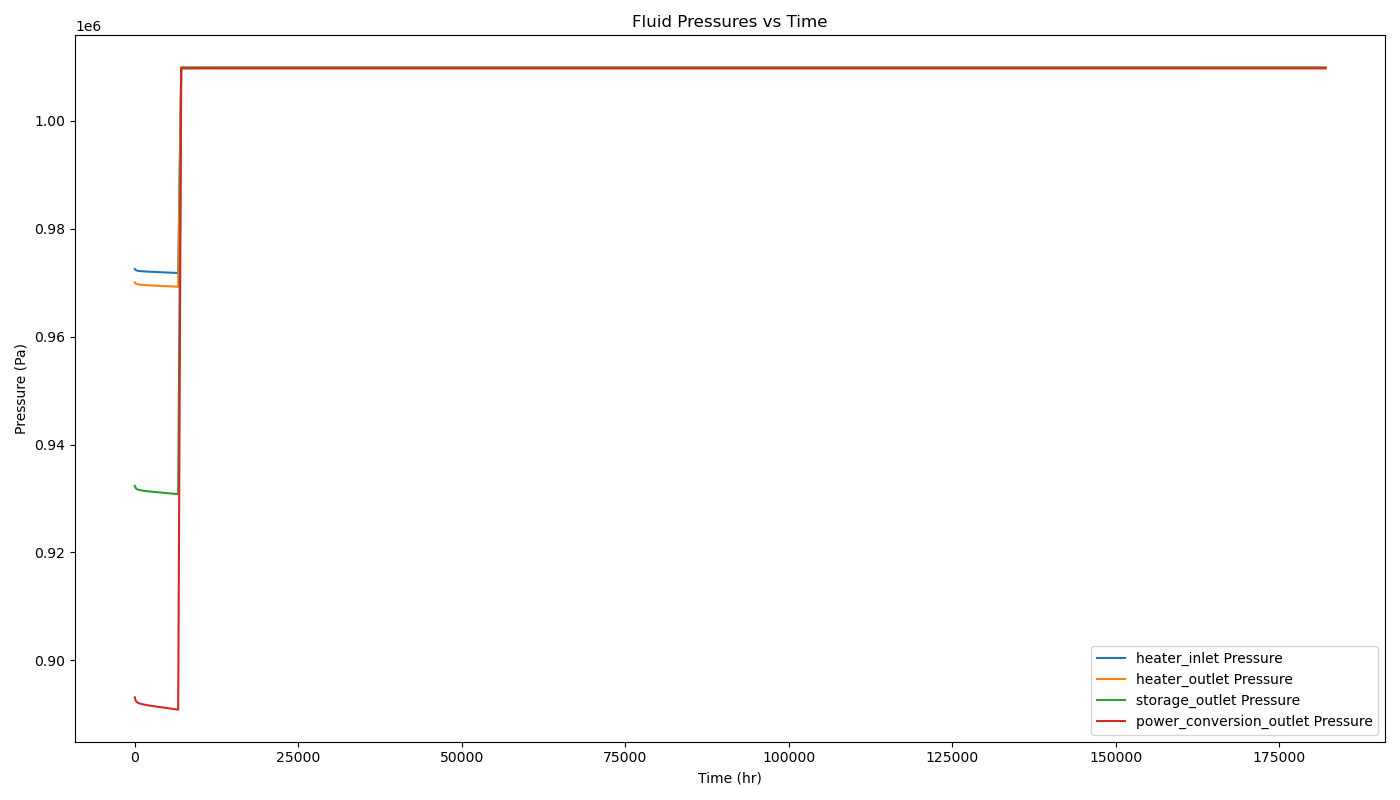 Fluid Pressures vs Time
1e6
1.00
0.98
0.96
0.94
0.92
0.90
Pressure (Pa)
0 25000 50000 75000 100000 125000 150000 175000
Time (hr)
heater_inlet Pressure
heater_outlet Pressure
storage_outlet Pressure
power_conversion_outlet Pressure